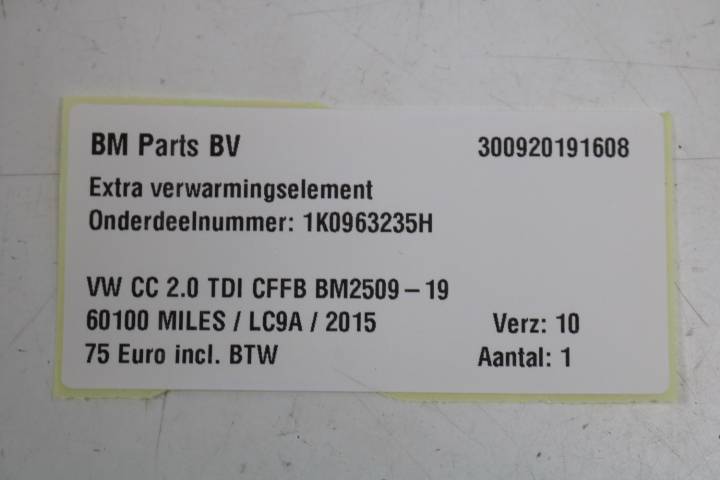 BM Parts BV 300920191608
Extra verwarmingselement
Onderdeelnummer: 1K0963235H
VW CC 2.0 TDI CFFB BM2509 – 19
60100 MILES / LC9A / 2015 Verz: 10
75 Euro incl. BTW Aantal: 1